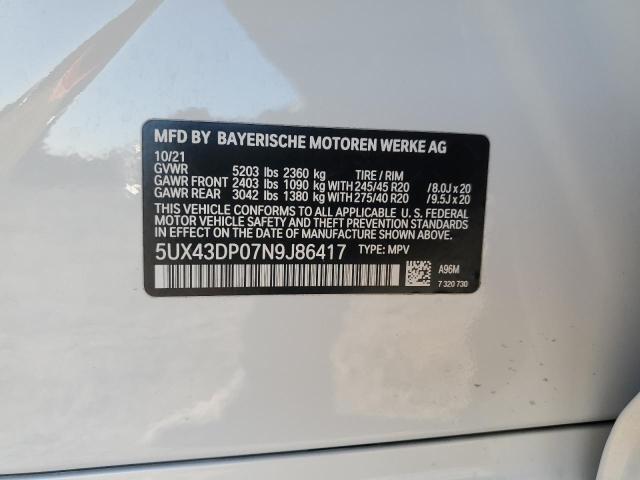 MFD BY BAYERISCHE MOTOREN WERKE AG
10/21
GVWR 5203 lbs 2360 kg TIRE / RIM
GAWR FRONT 2403 lbs 1090 kg WITH 245/45 R20 /8.0J x 20
GAWR REAR 3042 lbs 1380 kg WITH 275/40 R20 /9.5J x 20
THIS VEHICLE CONFORMS TO ALL APPLICABLE U. S. FEDERAL
MOTOR VEHICLE SAFETY AND THEFT PREVENTION STANDARDS
IN EFFECT ON THE DATE OF MANUFACTURE SHOWN ABOVE.
5UX43DP07N9J86417 TYPE: MPV
A96M
7 320 730